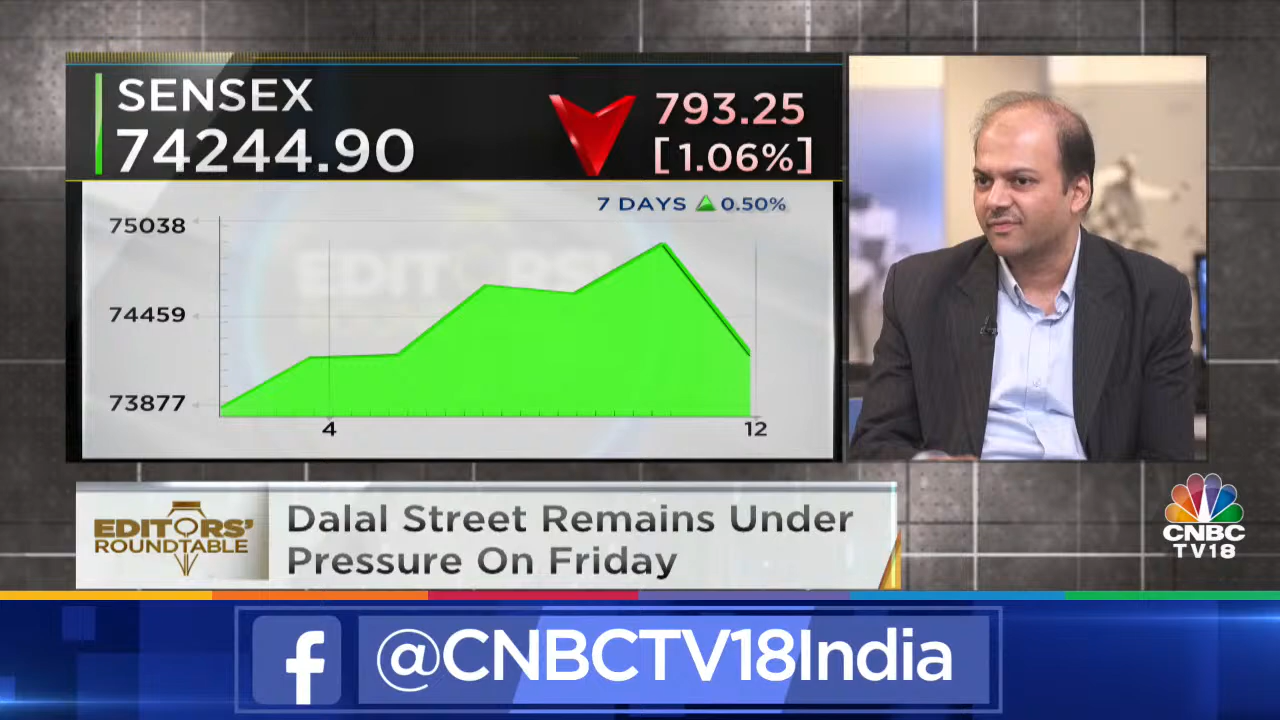 SENSEX
74244.90
793.25
[1.06%]
7 DAYS 0.50%
75038
74459
73877
4
12
EDITORS'
ROUNDTABLE
Dalal Street Remains Under
Pressure On Friday
CNBC
TV18
f
@CNBCTV18India